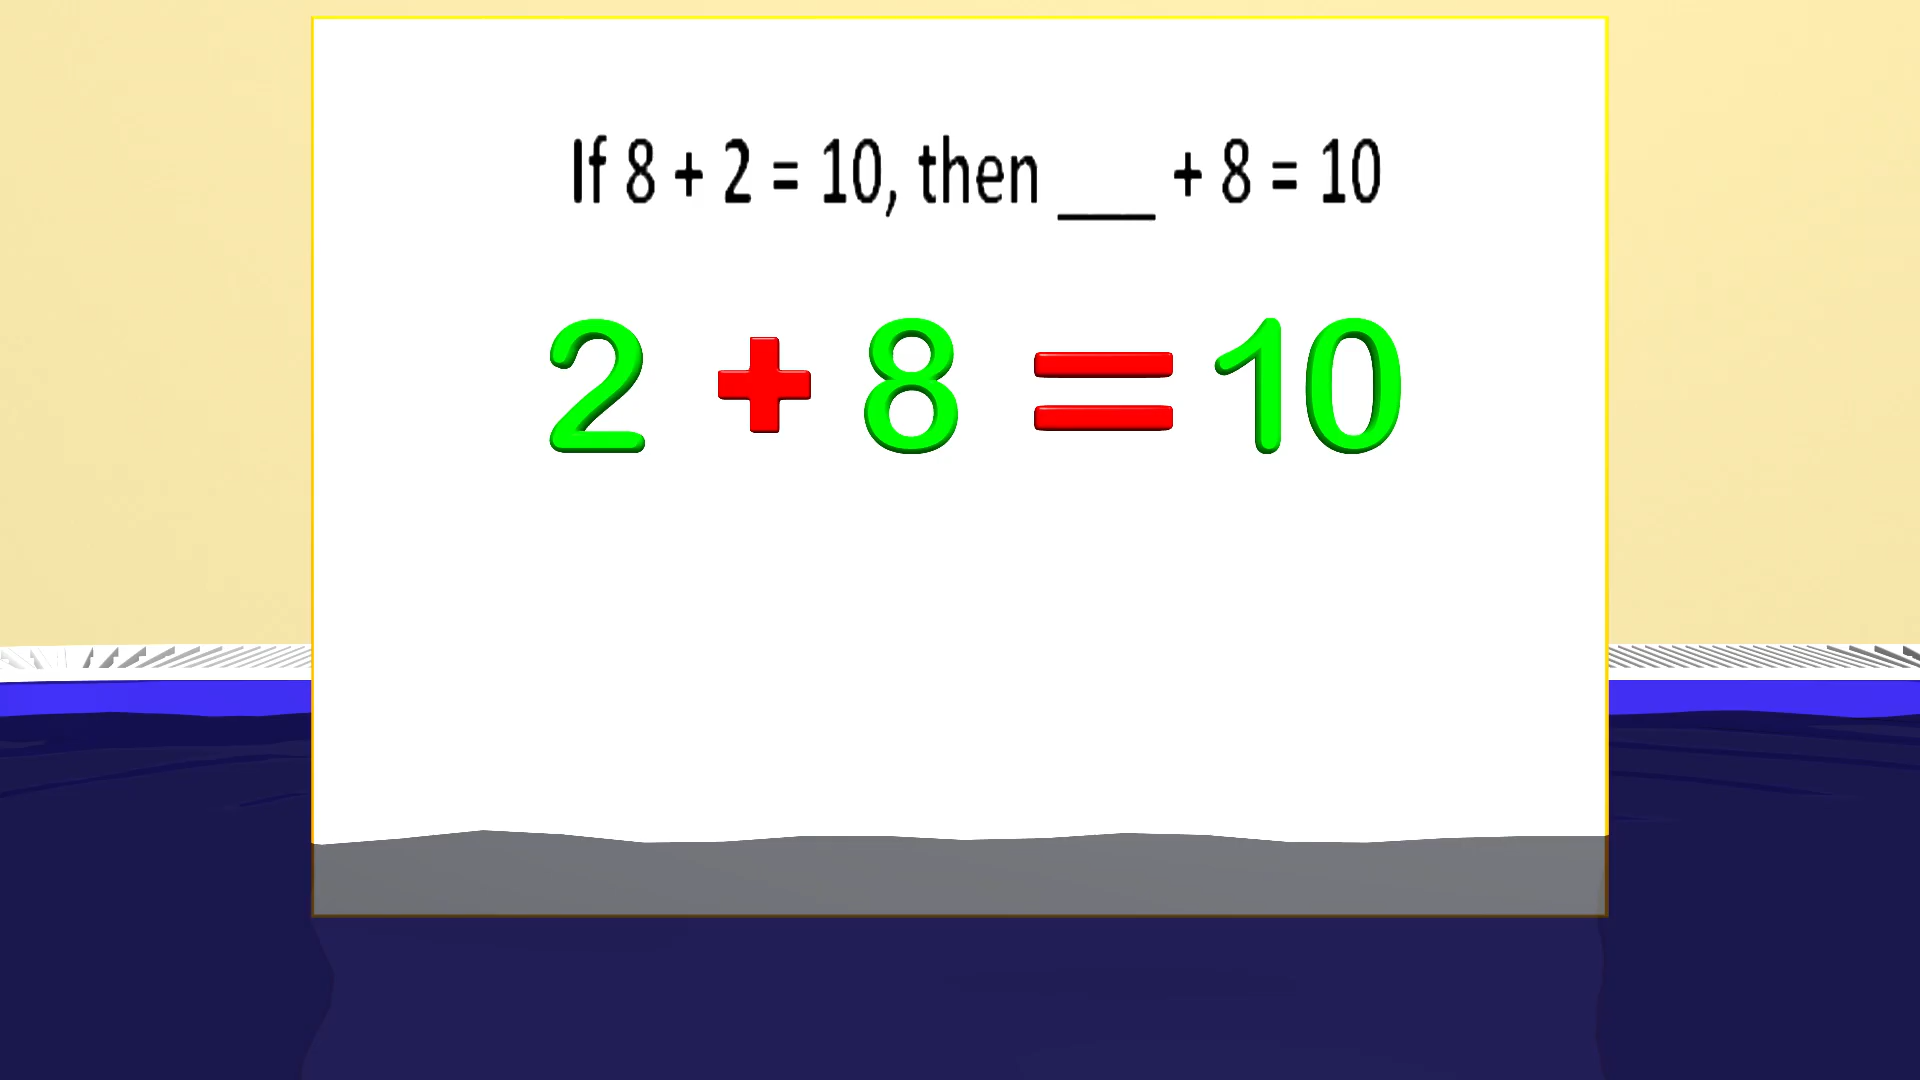 If 8 + 2 = 10, then ___ + 8 = 10
2 + 8 = 10